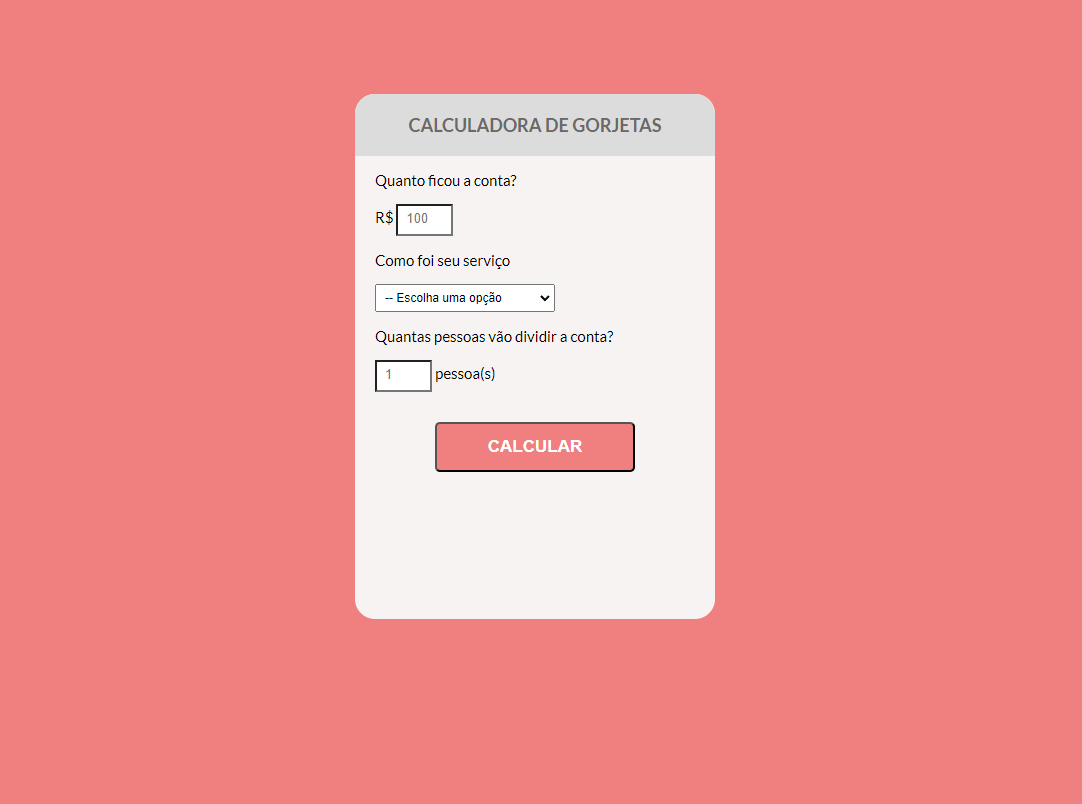 CALCULADORA DE GORJETAS
Quanto ficou a conta?
R$ 100
Como foi seu serviço
-- Escolha uma opção
Quantas pessoas vão dividir a conta?
1 pessoa(s)
CALCULAR